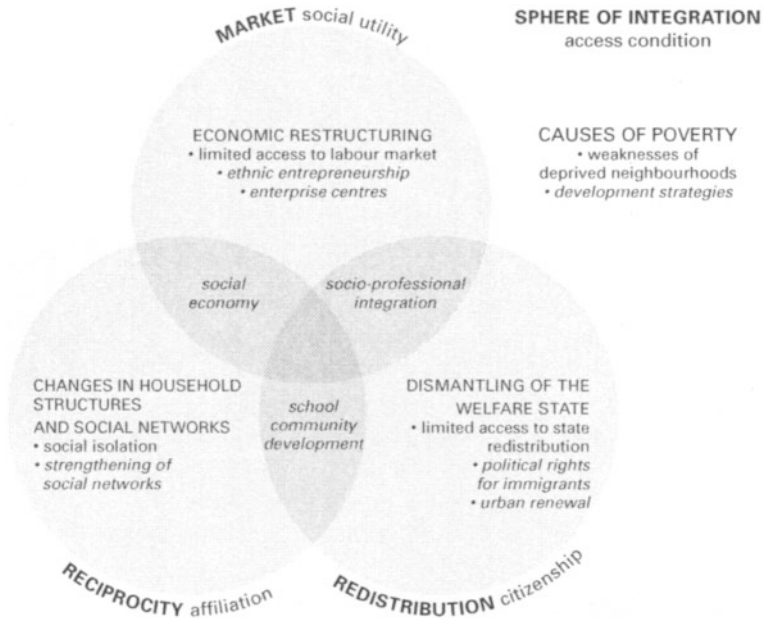 MARKET social utility
SPHERE OF INTEGRATION
access condition
ECONOMIC RESTRUCTURING
• limited access to labour market
• ethnic entrepreneurship
• enterprise centres
CAUSES OF POVERTY
• weaknesses of
deprived neighbourhoods
• development strategies
social
economy
socio-professional
integration
CHANGES IN HOUSEHOLD
STRUCTURES
AND SOCIAL NETWORKS
• social isolation
• strengthening of
social networks
school
community
development
DISMANTLING OF THE
WELFARE STATE
• limited access to state
redistribution
• political rights
for immigrants
• urban renewal
RECIPROCITY affiliation
REDISTRIBUTION citizenship